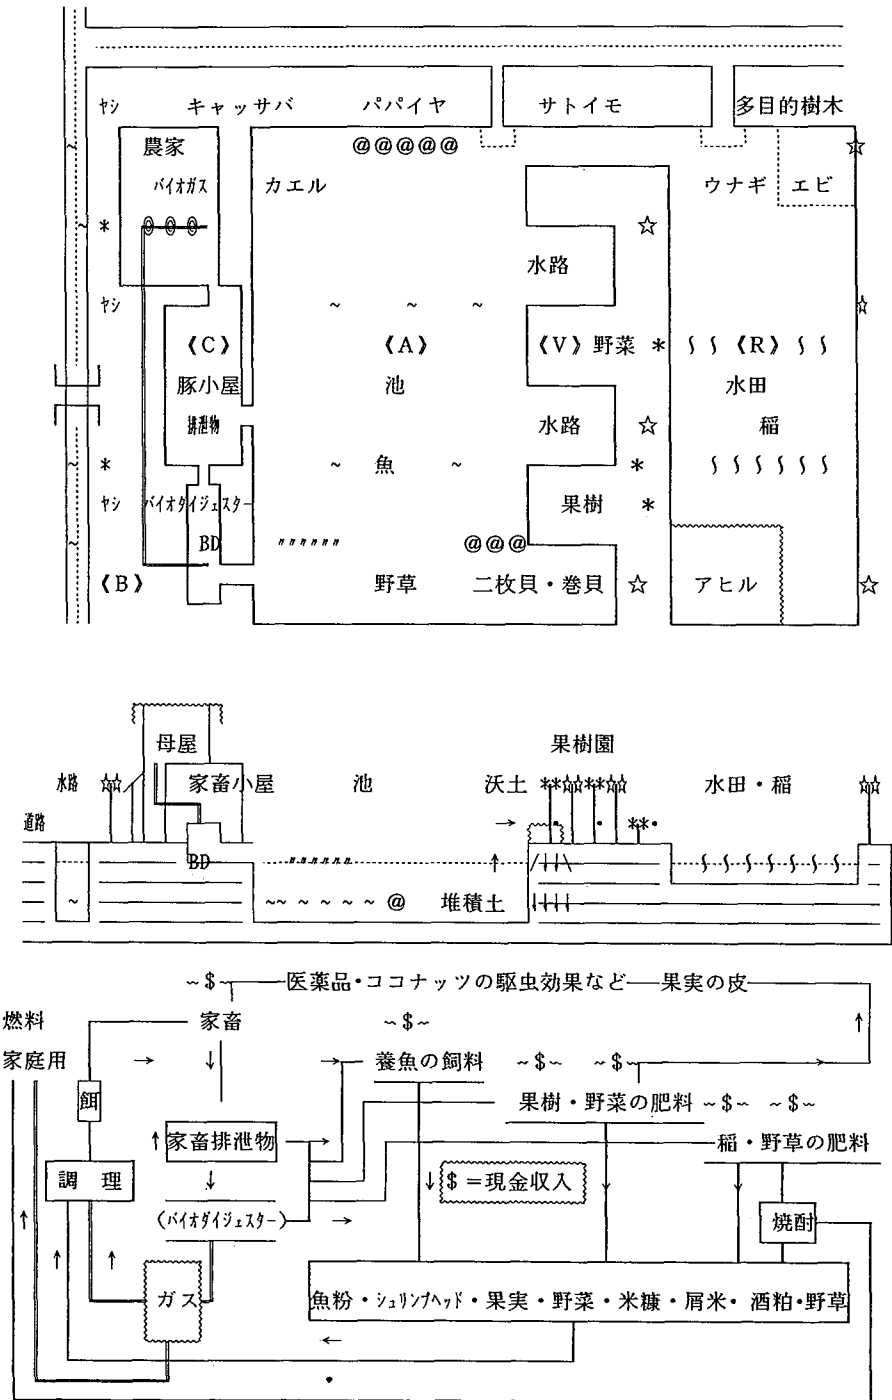 ヤシ キャッサバ パパイヤ サトイモ 多目的樹木
農家 @@@@@ ☆
バイオガス カエル ウナギ エビ
* ☆
水路
ヤシ ~ ~ ~ ☆
《C》 《A》 《V》野菜 * 《R》
豚小屋 池 水田
排泄物 水路 ☆ 稲
~ * ~ 魚 ~ *
ヤシ バイオダイジェスター 果樹 *
~ BD 〃〃〃〃〃〃 @@@
《B》 野草 二枚貝・巻貝 ☆ アヒル ☆
母屋 果樹園
水路 ☆☆ 家畜小屋 池 沃土 **☆☆**☆☆ 水田・稲 ☆☆
道路 → **・
BD 〃〃〃〃〃〃 ↑
~ ~~ ~ ~ ~ ~ @ 堆積土
~$~ 医薬品・ココナッツの駆虫効果など 果実の皮
燃料 家畜 ~$~ ↑
家庭用 → ↓ → 養魚の飼料 ~$~ ~$~ →
餌 果樹・野菜の肥料 ~$~ ~$~
↑ 家畜排泄物 → 稲・野草の肥料
調 理 ↓ ↓ $=現金収入
(バイオダイジェスター) → 焼酎
ガス 魚粉・シュリンプヘッド・果実・野菜・米糠・屑米・酒粕・野草
←